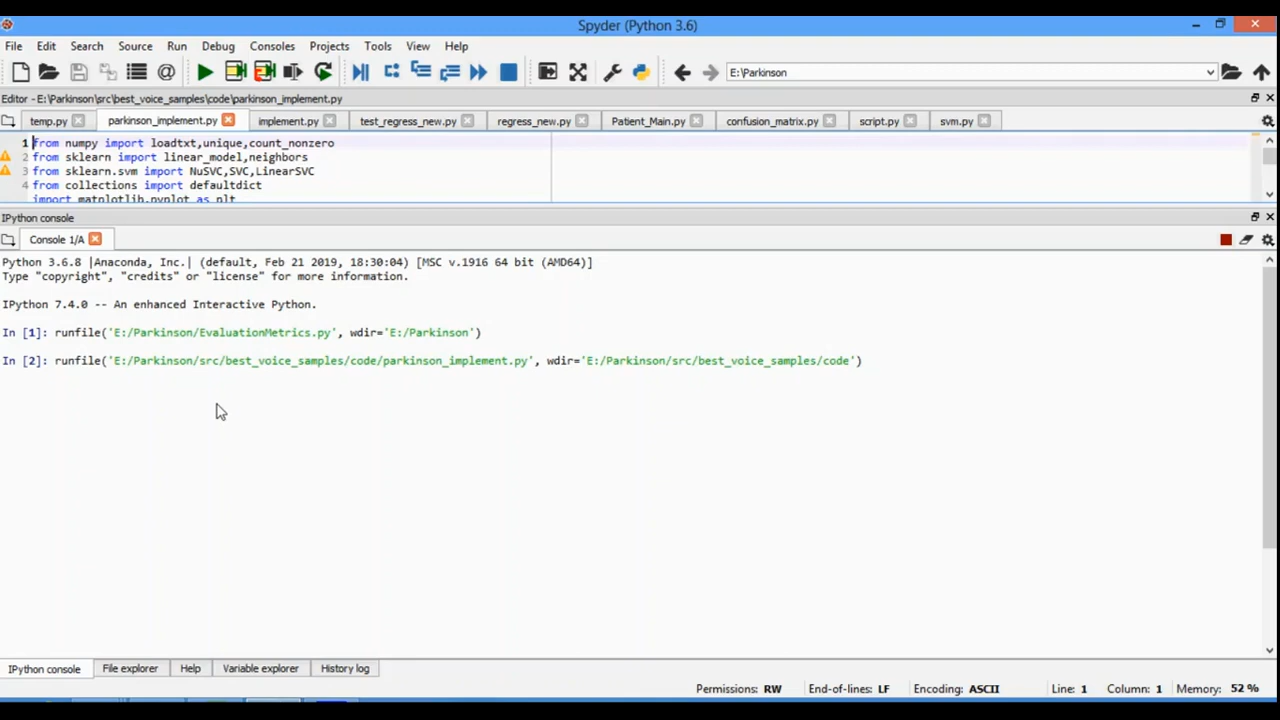 Spyder (Python 3.6)
File Edit Search Source Run Debug Consoles Projects Tools View Help
E:\Parkinson
Editor - E:\Parkinson\src\best_voice_samples\code\parkinson_implement.py
temp.py parkinson_implement.py implement.py test_regress_new.py regress_new.py Patient_Main.py confusion_matrix.py script.py svm.py
1 from numpy import loadtxt,unique,count_nonzero
2 from sklearn import linear_model,neighbors
3 from sklearn.svm import NuSVC,SVC,LinearSVC
4 from collections import defaultdict
import matplotlib.pyplot as plt
IPython console
Console 1/A
Python 3.6.8 |Anaconda, Inc.| (default, Feb 21 2019, 18:30:04) [MSC v.1916 64 bit (AMD64)]
Type "copyright", "credits" or "license" for more information.
IPython 7.4.0 -- An enhanced Interactive Python.
In [1]: runfile('E:/Parkinson/EvaluationMetrics.py', wdir='E:/Parkinson')
In [2]: runfile('E:/Parkinson/src/best_voice_samples/code/parkinson_implement.py', wdir='E:/Parkinson/src/best_voice_samples/code')
IPython console File explorer Help Variable explorer History log
Permissions: RW End-of-lines: LF Encoding: ASCII Line: 1 Column: 1 Memory: 52 %